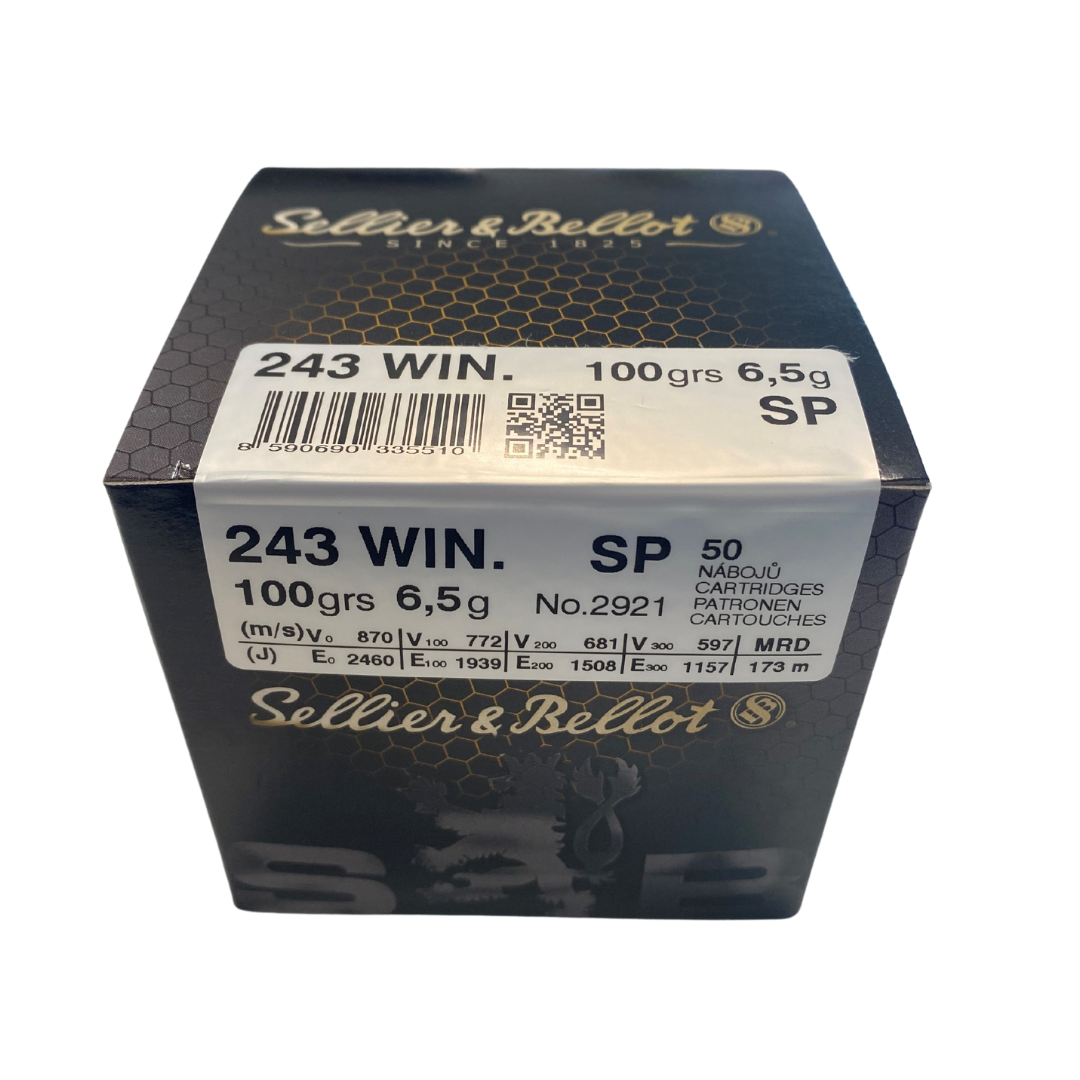 Sellier & Bellot SB
SINCE 1825
243 WIN. 100grs 6,5g
SP
8 590690 335510
243 WIN. SP 50
NÁBOJŮ
100grs 6,5g No.2921 CARTRIDGES
PATRONEN
CARTOUCHES
(m/s) V₀ 870 | V₁₀₀ 772 | V₂₀₀ 681 | V₃₀₀ 597 | MRD
(J) E₀ 2460 | E₁₀₀ 1939 | E₂₀₀ 1508 | E₃₀₀ 1157 | 173 m
Sellier & Bellot SB
S B